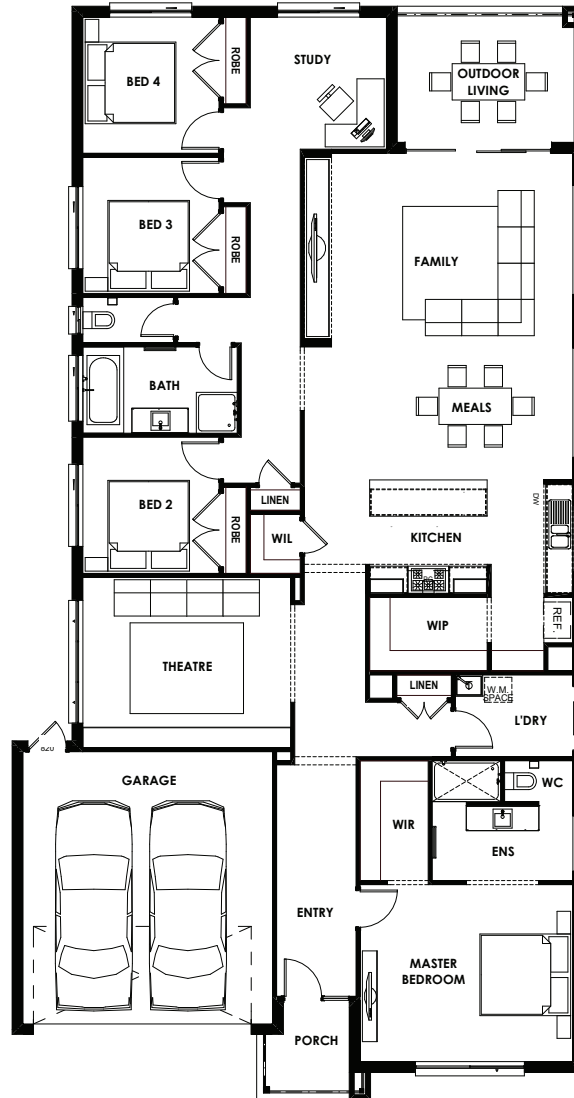 BED 4
ROBE
STUDY
OUTDOOR
LIVING
BED 3
ROBE
FAMILY
BATH
MEALS
BED 2
ROBE
LINEN
WIL
DW
KITCHEN
WIP
REF.
THEATRE
LINEN
W.M.
SPACE
L'DRY
820
GARAGE
WC
WIR
ENS
ENTRY
MASTER
BEDROOM
PORCH